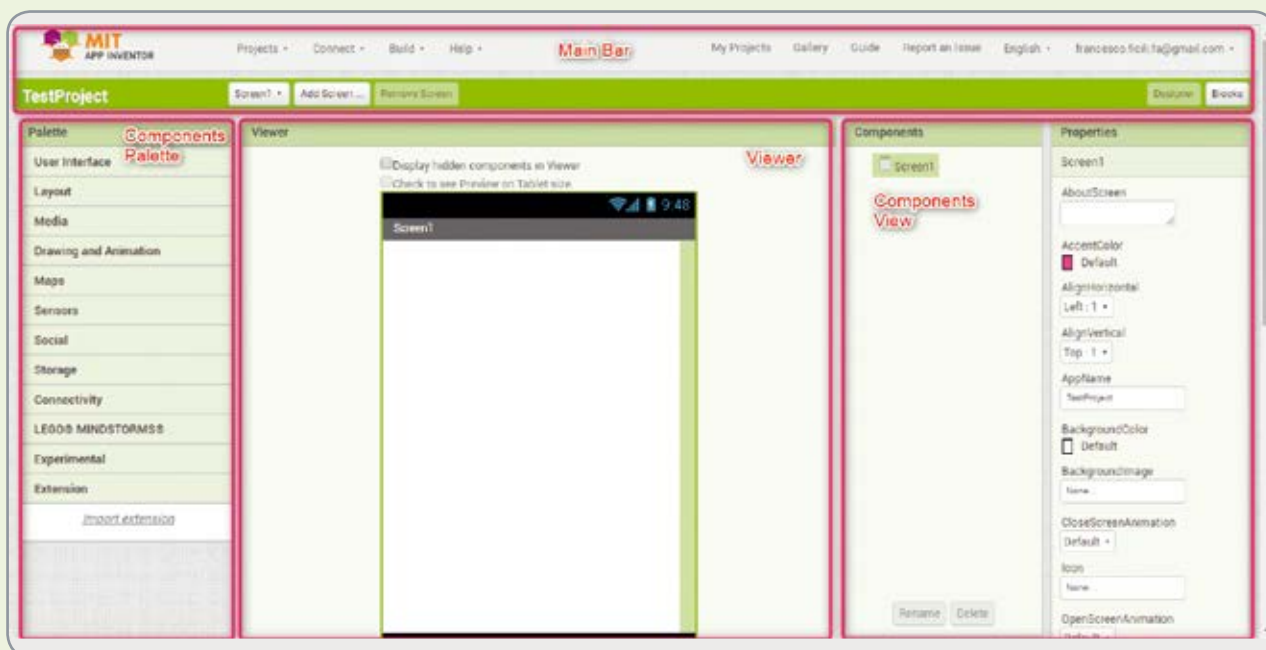 MIT
APP INVENTOR
Projects
Connect
Build
Help
Main Bar
My Projects
Gallery
Guide
Report an Issue
English
TestProject
Screen1
Add Screen ...
Remove Screen
Designer
Blocks
Palette
Components
Palette
User Interface
Layout
Media
Drawing and Animation
Maps
Sensors
Social
Storage
Connectivity
LEGO® MINDSTORMS®
Experimental
Extension
Import extension
Viewer
Viewer
Display hidden components in Viewer
Check to see Preview on Tablet size.
9:48
Screen1
Components
Screen1
Components
View
Rename
Delete
Properties
Screen1
AboutScreen
AccentColor
Default
AlignHorizontal
Left : 1
AlignVertical
Top : 1
AppName
TestProject
BackgroundColor
Default
BackgroundImage
None...
CloseScreenAnimation
Default
Icon
None...
OpenScreenAnimation
Default